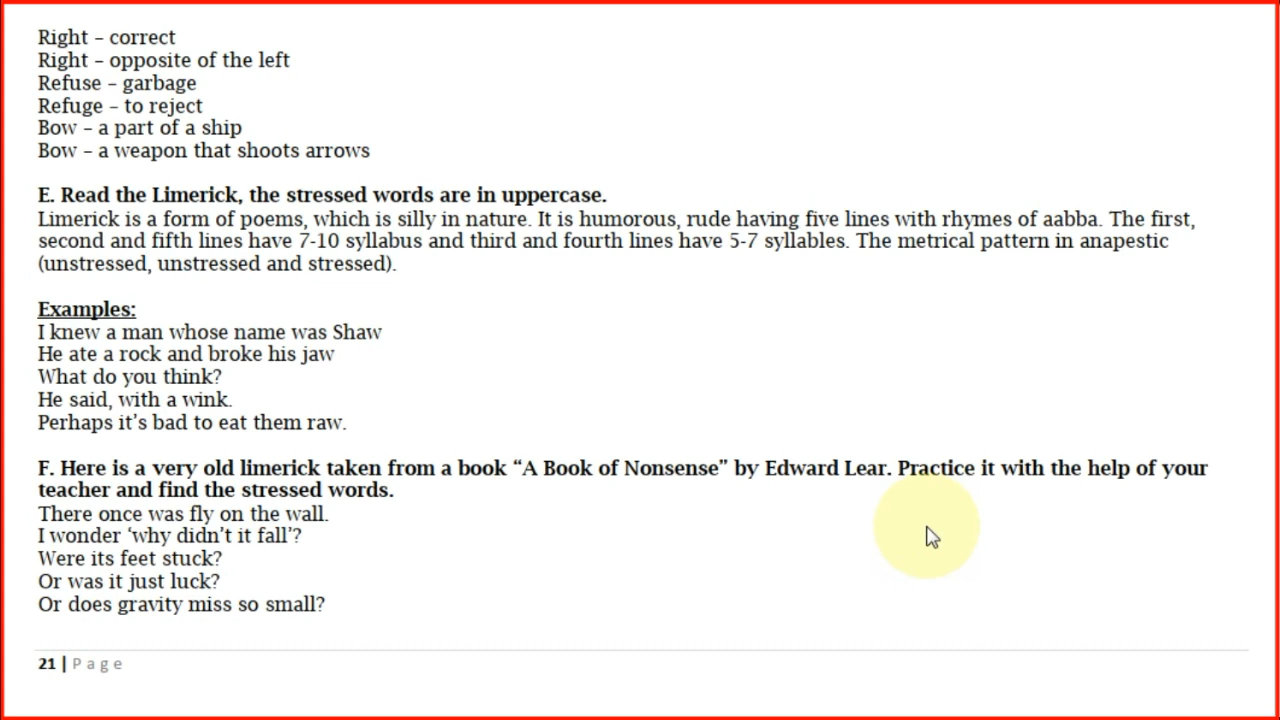 Right – correct
Right – opposite of the left
Refuse – garbage
Refuge – to reject
Bow – a part of a ship
Bow – a weapon that shoots arrows
E. Read the Limerick, the stressed words are in uppercase.
Limerick is a form of poems, which is silly in nature. It is humorous, rude having five lines with rhymes of aabba. The first,
second and fifth lines have 7-10 syllabus and third and fourth lines have 5-7 syllables. The metrical pattern in anapestic
(unstressed, unstressed and stressed).
Examples:
I knew a man whose name was Shaw
He ate a rock and broke his jaw
What do you think?
He said, with a wink.
Perhaps it's bad to eat them raw.
F. Here is a very old limerick taken from a book “A Book of Nonsense” by Edward Lear. Practice it with the help of your
teacher and find the stressed words.
There once was fly on the wall.
I wonder ‘why didn’t it fall’?
Were its feet stuck?
Or was it just luck?
Or does gravity miss so small?
21 | Page